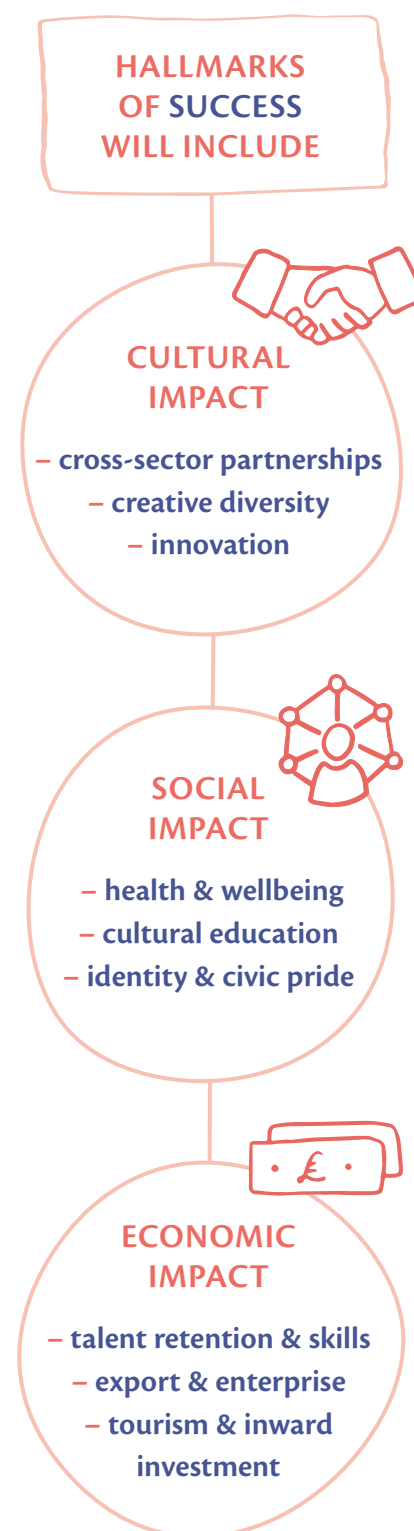 HALLMARKS
OF SUCCESS
WILL INCLUDE
CULTURAL
IMPACT
– cross-sector partnerships
– creative diversity
– innovation
SOCIAL
IMPACT
– health & wellbeing
– cultural education
– identity & civic pride
£
ECONOMIC
IMPACT
– talent retention & skills
– export & enterprise
– tourism & inward
investment